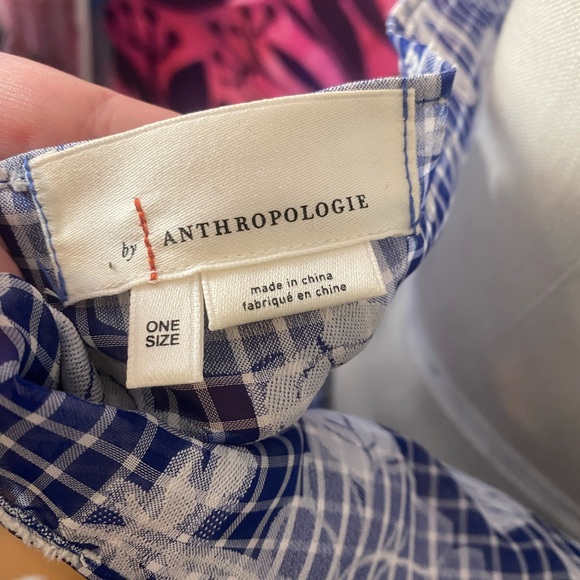 by ANTHROPOLOGIE
made in china
fabriqué en chine
ONE
SIZE